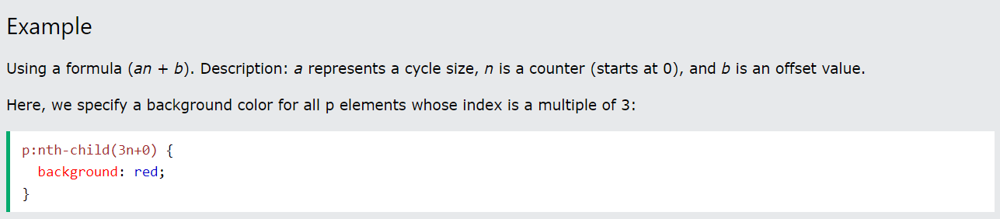 Example
Using a formula (an + b). Description: a represents a cycle size, n is a counter (starts at 0), and b is an offset value.
Here, we specify a background color for all p elements whose index is a multiple of 3:
p:nth-child(3n+0) {
  background: red;
}